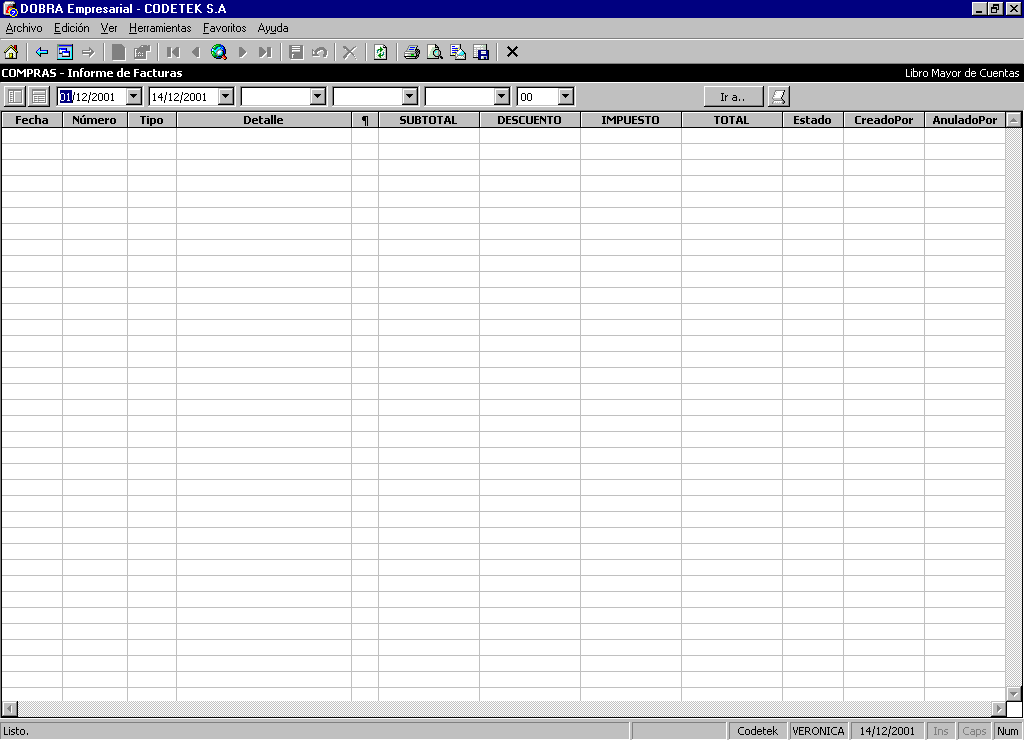 DOBRA Empresarial - CODETEK S.A
Archivo Edición Ver Herramientas Favoritos Ayuda
COMPRAS - Informe de Facturas Libro Mayor de Cuentas
01/12/2001 14/12/2001 00 Ir a..
Fecha Número Tipo Detalle ¶ SUBTOTAL DESCUENTO IMPUESTO TOTAL Estado CreadoPor AnuladoPor
Listo. Codetek VERONICA 14/12/2001 Ins Caps Num